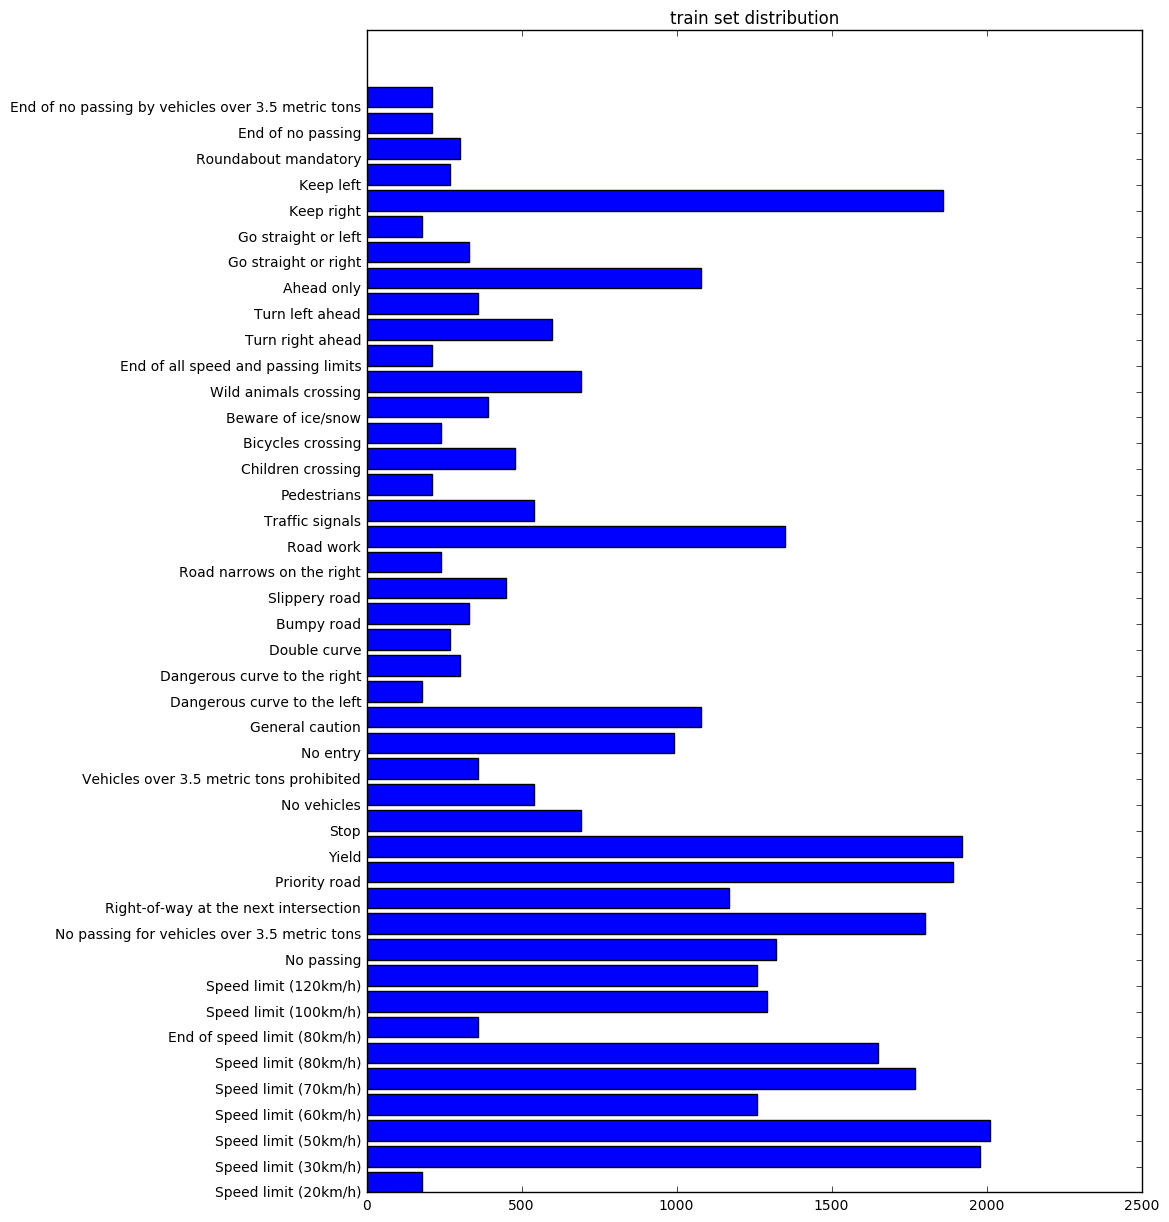 train set distribution
End of no passing by vehicles over 3.5 metric tons
End of no passing
Roundabout mandatory
Keep left
Keep right
Go straight or left
Go straight or right
Ahead only
Turn left ahead
Turn right ahead
End of all speed and passing limits
Wild animals crossing
Beware of ice/snow
Bicycles crossing
Children crossing
Pedestrians
Traffic signals
Road work
Road narrows on the right
Slippery road
Bumpy road
Double curve
Dangerous curve to the right
Dangerous curve to the left
General caution
No entry
Vehicles over 3.5 metric tons prohibited
No vehicles
Stop
Yield
Priority road
Right-of-way at the next intersection
No passing for vehicles over 3.5 metric tons
No passing
Speed limit (120km/h)
Speed limit (100km/h)
End of speed limit (80km/h)
Speed limit (80km/h)
Speed limit (70km/h)
Speed limit (60km/h)
Speed limit (50km/h)
Speed limit (30km/h)
Speed limit (20km/h)
0 500 1000 1500 2000 2500